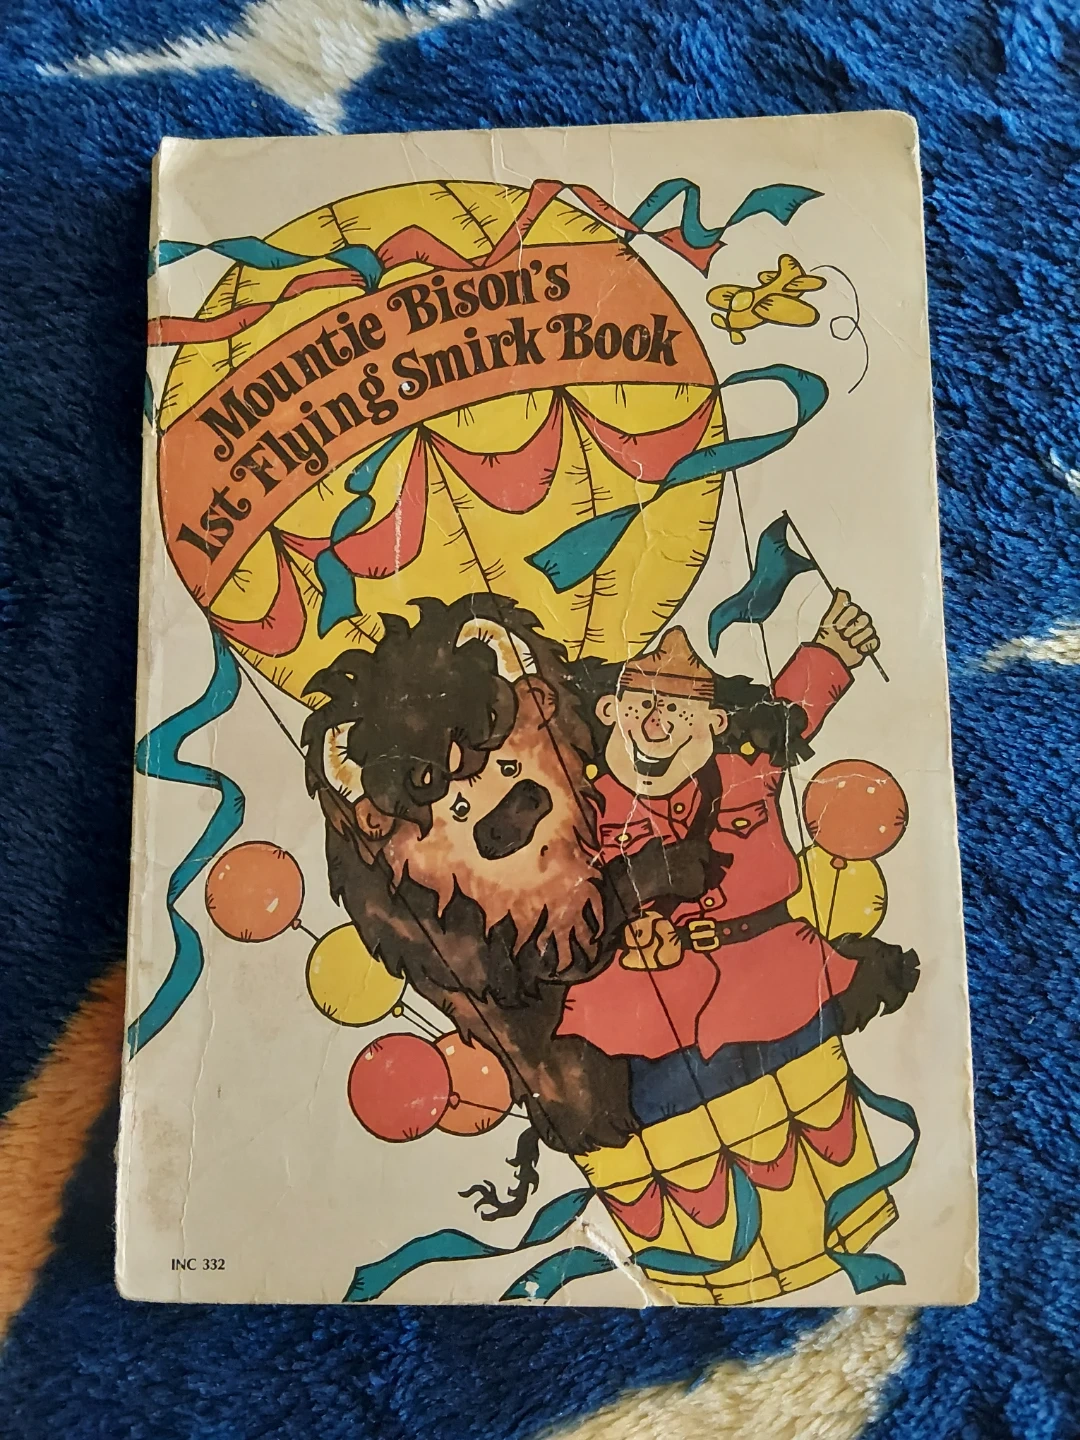 Mountie Bison's
1st Flying Smirk Book
INC 332